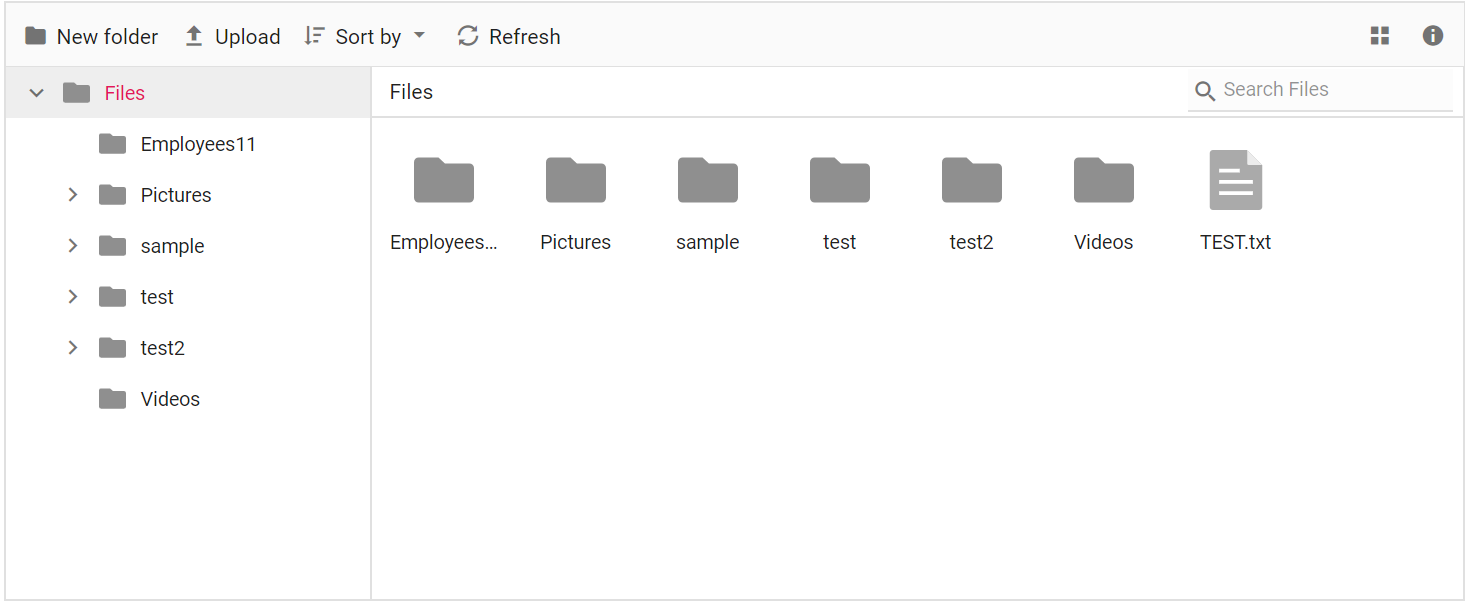 New folder Upload Sort by Refresh
Files
Employees11
Pictures
sample
test
test2
Videos
Files Search Files
Employees... Pictures sample test test2 Videos TEST.txt